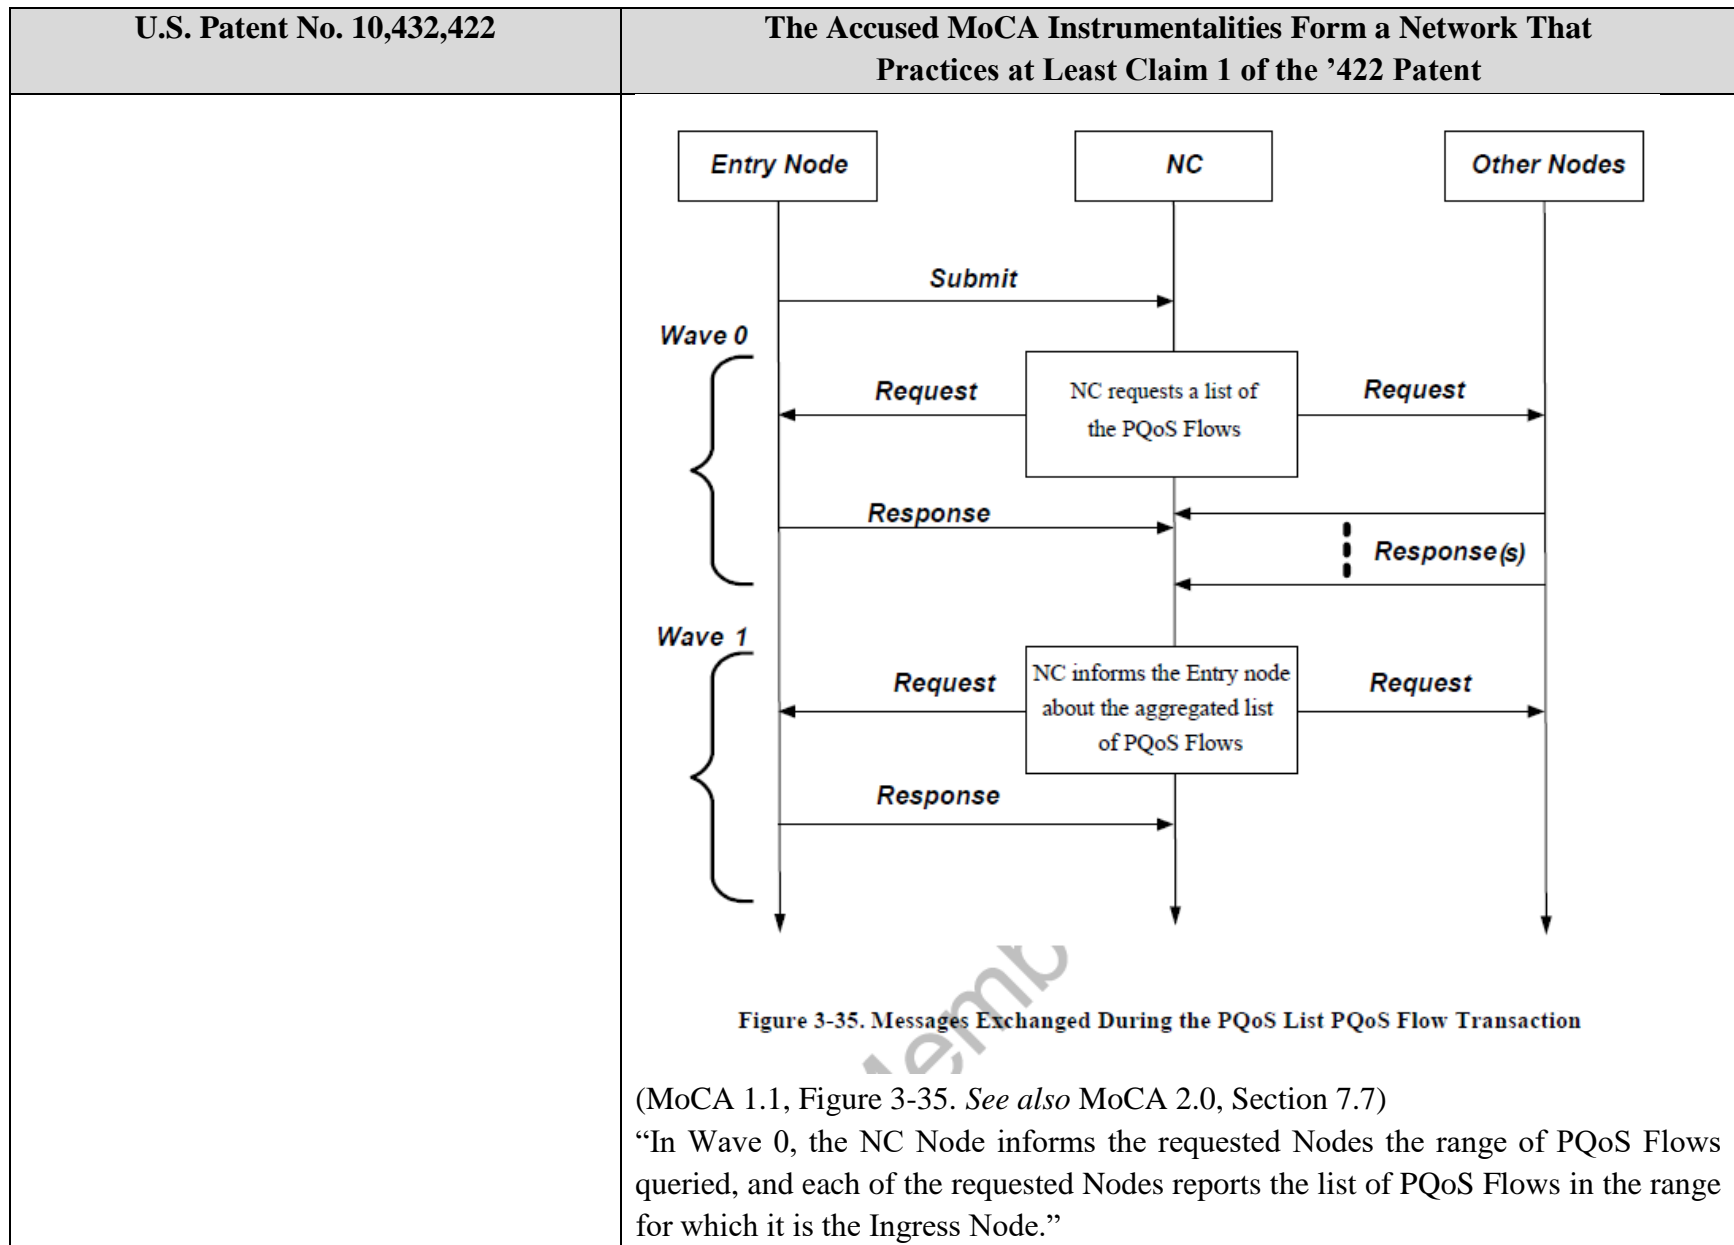 U.S. Patent No. 10,432,422
The Accused MoCA Instrumentalities Form a Network That
Practices at Least Claim 1 of the ’422 Patent
Entry Node
NC
Other Nodes
Submit
Wave 0
Request
NC requests a list of
the PQoS Flows
Request
Response
Response(s)
Wave 1
Request
NC informs the Entry node
about the aggregated list
of PQoS Flows
Request
Response
Figure 3-35. Messages Exchanged During the PQoS List PQoS Flow Transaction
(MoCA 1.1, Figure 3-35. See also MoCA 2.0, Section 7.7)
“In Wave 0, the NC Node informs the requested Nodes the range of PQoS Flows
queried, and each of the requested Nodes reports the list of PQoS Flows in the range
for which it is the Ingress Node.”